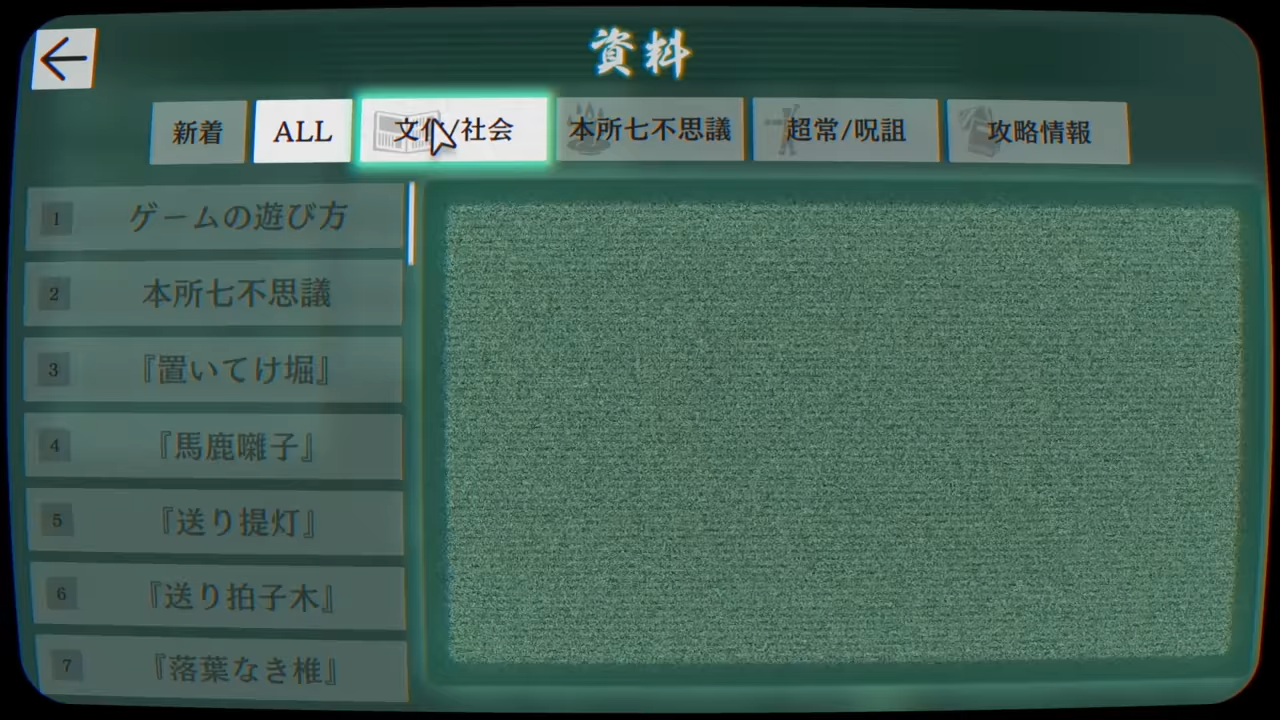 資料
新着
ALL
文化/社会
本所七不思議
超常/呪詛
攻略情報
1 ゲームの遊び方
2 本所七不思議
3 『置いてけ堀』
4 『馬鹿囃子』
5 『送り提灯』
6 『送り拍子木』
7 『落葉なき椎』